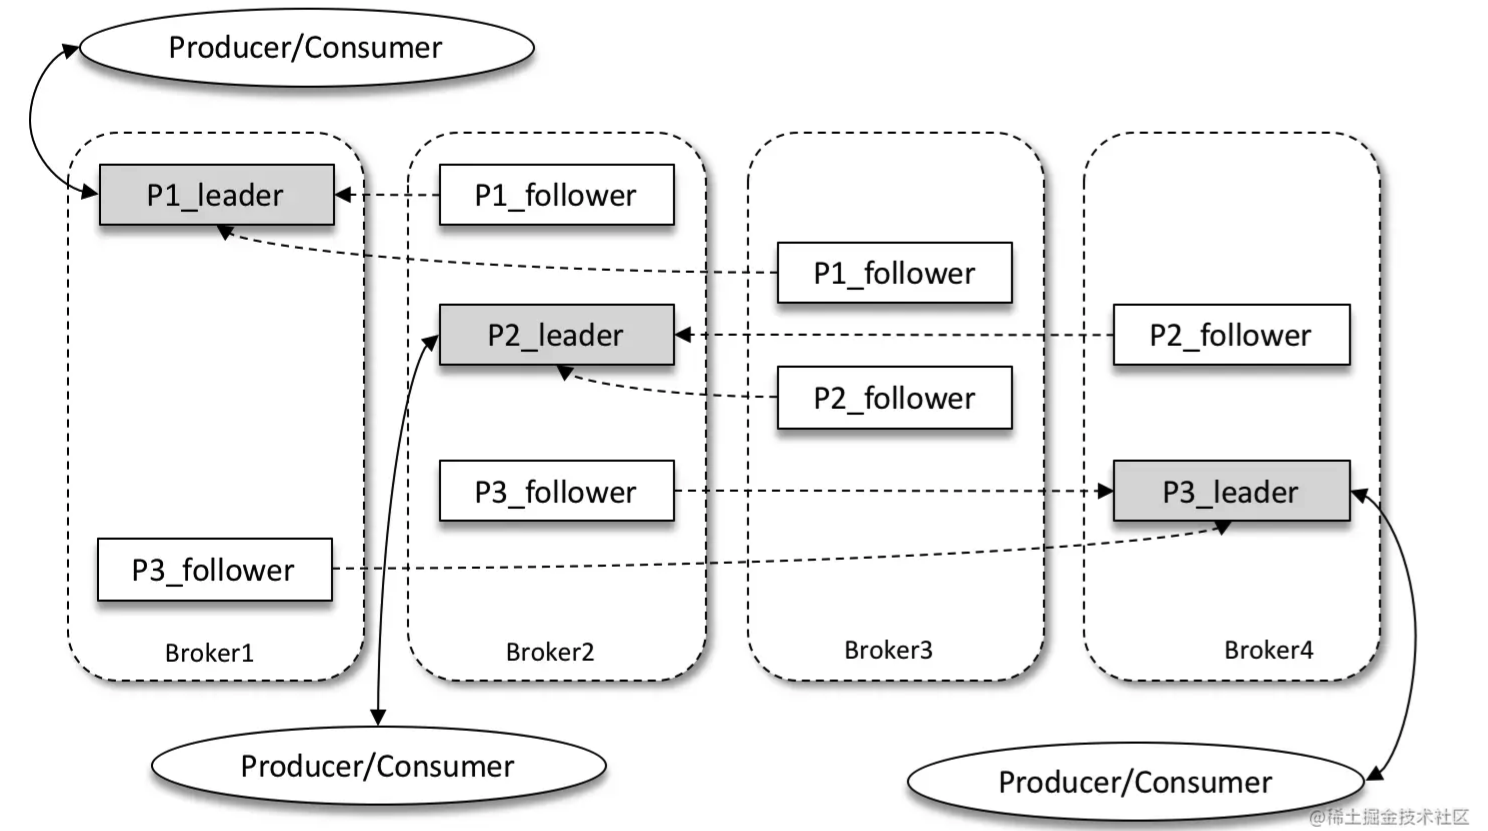 Producer/Consumer
P1_leader
P1_follower
P1_follower
P2_leader
P2_follower
P2_follower
P3_follower
P3_leader
P3_follower
Broker1
Broker2
Broker3
Broker4
Producer/Consumer
Producer/Consumer
@稀土掘金技术社区